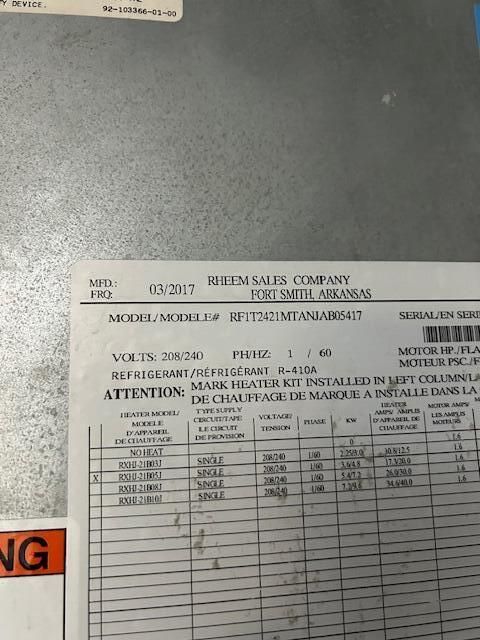 Y DEVICE.
92-103366-01-00
MFD.: 03/2017 RHEEM SALES COMPANY
FRQ: FORT SMITH, ARKANSAS
MODEL/MODELE# RF1T2421MTANJAB05417 SERIAL/EN SERI
VOLTS: 208/240 PH/HZ: 1 / 60 MOTOR HP./FLA
REFRIGERANT/RÉFRIGÉRANT R-410A MOTEUR PSC./F
ATTENTION: MARK HEATER KIT INSTALLED IN LEFT COLUMN/LA
DE CHAUFFAGE DE MARQUE A INSTALLE DANS LA
HEATER MODEL/ MODELE D'APPAREIL DE CHAUFFAGE
TYPE SUPPLY CIRCUIT/TAPE ILE CIRCUIT DE PROVISION
VOLTAGE/ TENSION
PHASE
KW
HEATER AMPS/ AMPLIS D'APPAREIL DE CHAUFFAGE
MOTOR AMPS/ LES AMPLIS MOTEURS
NO HEAT 0 1.6
RXHJ-21B03J SINGLE 208/240 1/60 2.25/3.0 10.8/12.5 1.6
X RXHJ-21B05J SINGLE 208/240 1/60 3.6/4.8 17.3/20.0 1.6
RXHJ-21B08J SINGLE 208/240 1/60 5.4/7.2 26.0/30.0 1.6
RXHJ-21B10J SINGLE 208/240 1/60 7.2/9.6 34.6/40.0 1.6
NG